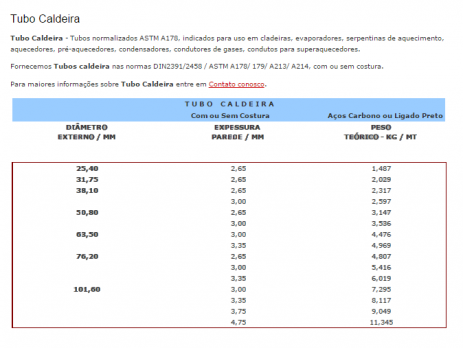 Tubo Caldeira
Tubo Caldeira - Tubos normalizados ASTM A178, indicados para uso em cladeiras, evaporadores, serpentinas de aquecimento,
aquecedores, pré-aquecedores, condensadores, condutores de gases, condutos para superaquecedores.
Fornecemos Tubos caldeira nas normas DIN2391/2458 / ASTM A178/ 179/ A213/ A214, com ou sem costura.
Para maiores informações sobre Tubo Caldeira entre em Contato conosco.
TUBO CALDEIRA
Com ou Sem Costura Aços Carbono ou Ligado Preto
DIÂMETRO EXPESSURA PESO
EXTERNO / MM PAREDE / MM TEÓRICO - KG / MT
25,40 2,65 1,487
31,75 2,65 2,029
38,10 2,65 2,317
3,00 2,597
50,80 2,65 3,147
3,00 3,536
63,50 3,00 4,476
3,35 4,969
76,20 2,65 4,807
3,00 5,416
3,35 6,019
101,60 3,00 7,295
3,35 8,117
3,75 9,049
4,75 11,345